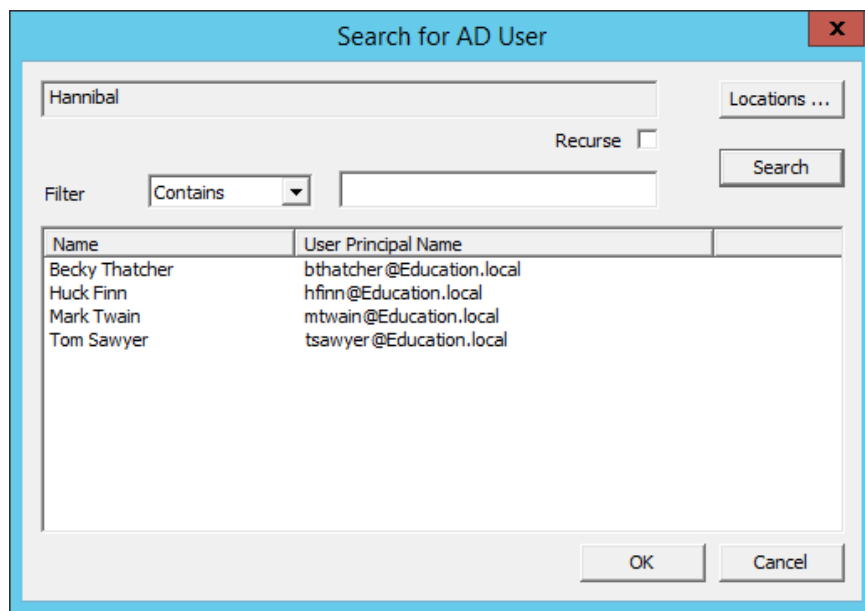 Search for AD User
x
Hannibal
Locations ...
Recurse
Search
Filter
Contains
Name User Principal Name
Becky Thatcher bthatcher@Education.local
Huck Finn hfinn@Education.local
Mark Twain mtwain@Education.local
Tom Sawyer tsawyer@Education.local
OK
Cancel